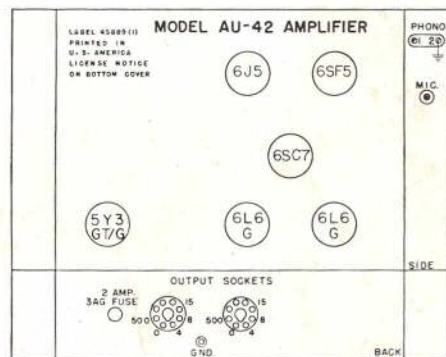 MODEL AU-42 AMPLIFIER
LABEL 45889(1)
PRINTED IN
U. S. AMERICA
LICENSE NOTICE
ON BOTTOM COVER
PHONO
1 20
MIC.
6J5
6SF5
6SC7
5Y3
GT/G
6L6
G
6L6
G
SIDE
OUTPUT SOCKETS
2 AMP.
3AG FUSE
15
500
8
0
4
15
500
8
0
4
GND.
BACK